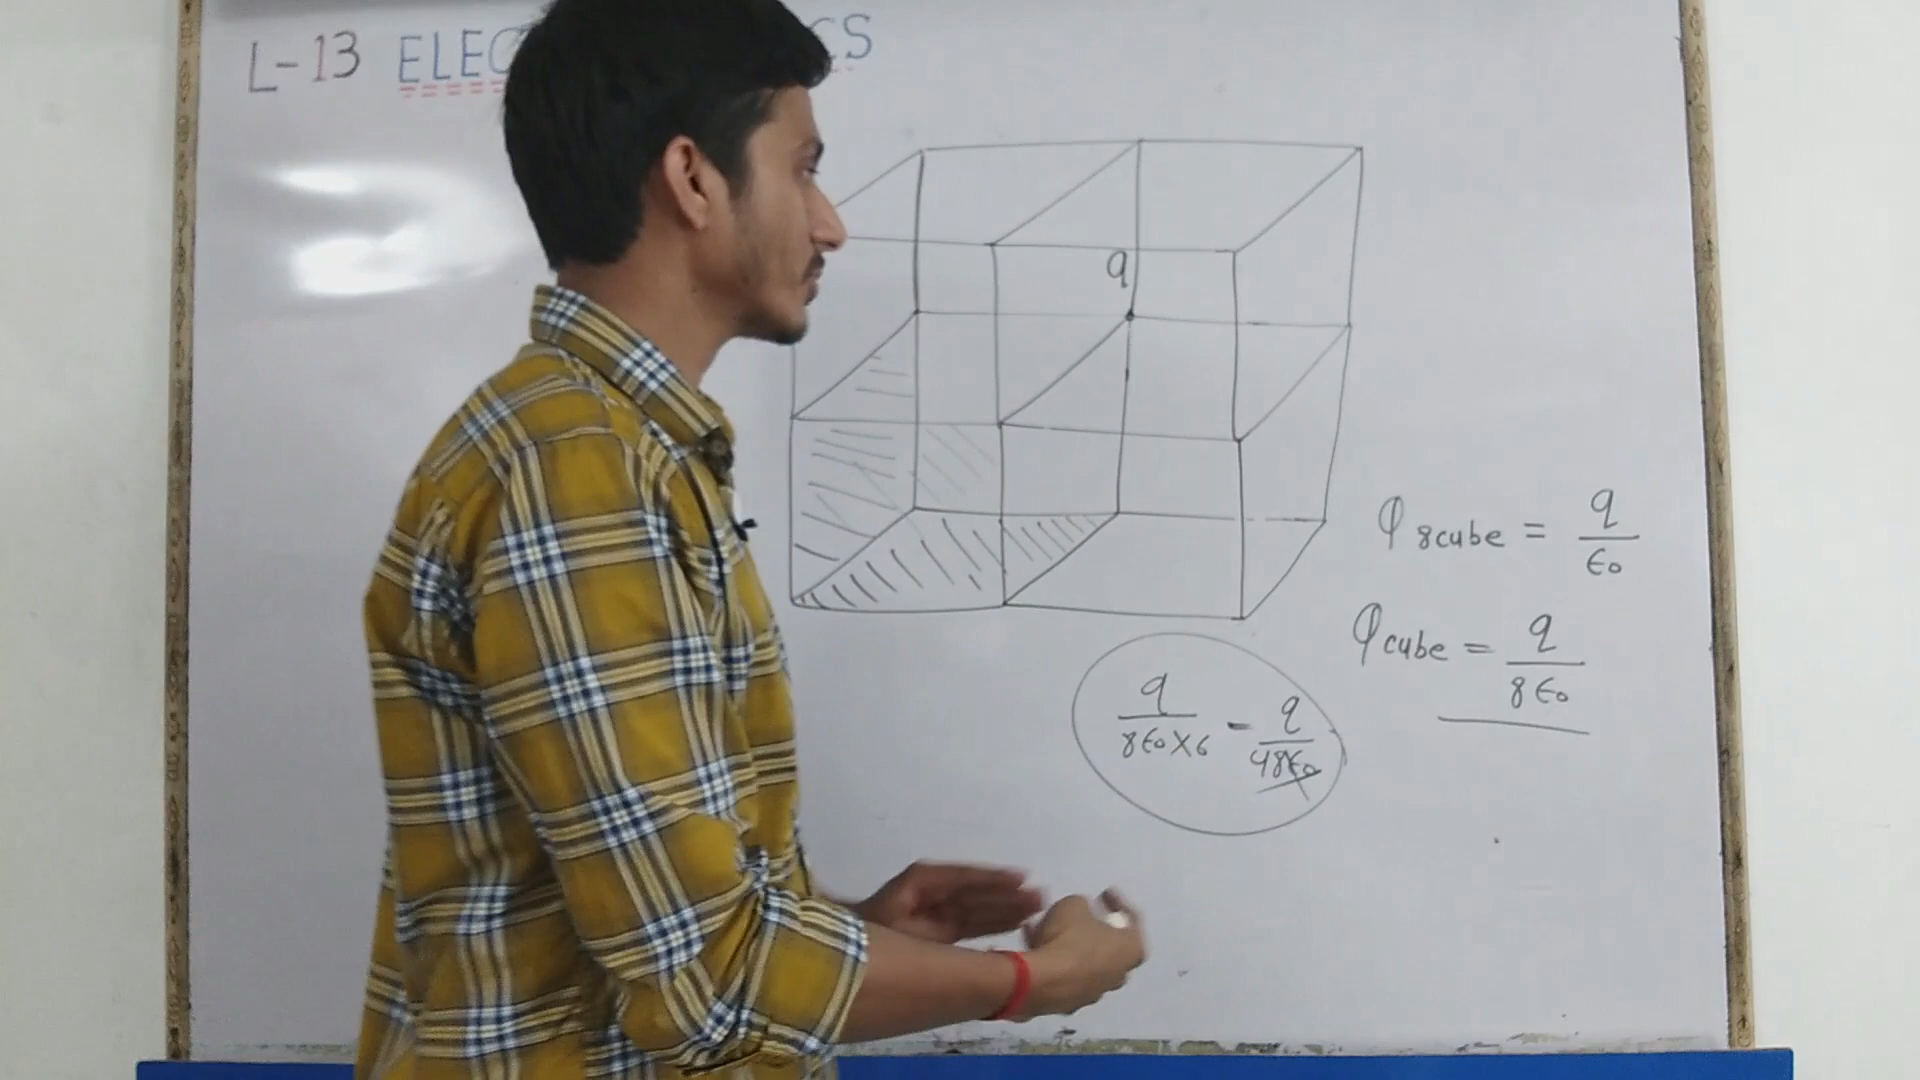 L-13 ELEC CS
q
φ 8cube = q/ϵ₀
φ cube = q/8ϵ₀
q/8ϵ₀×6 - q/48ϵ₀